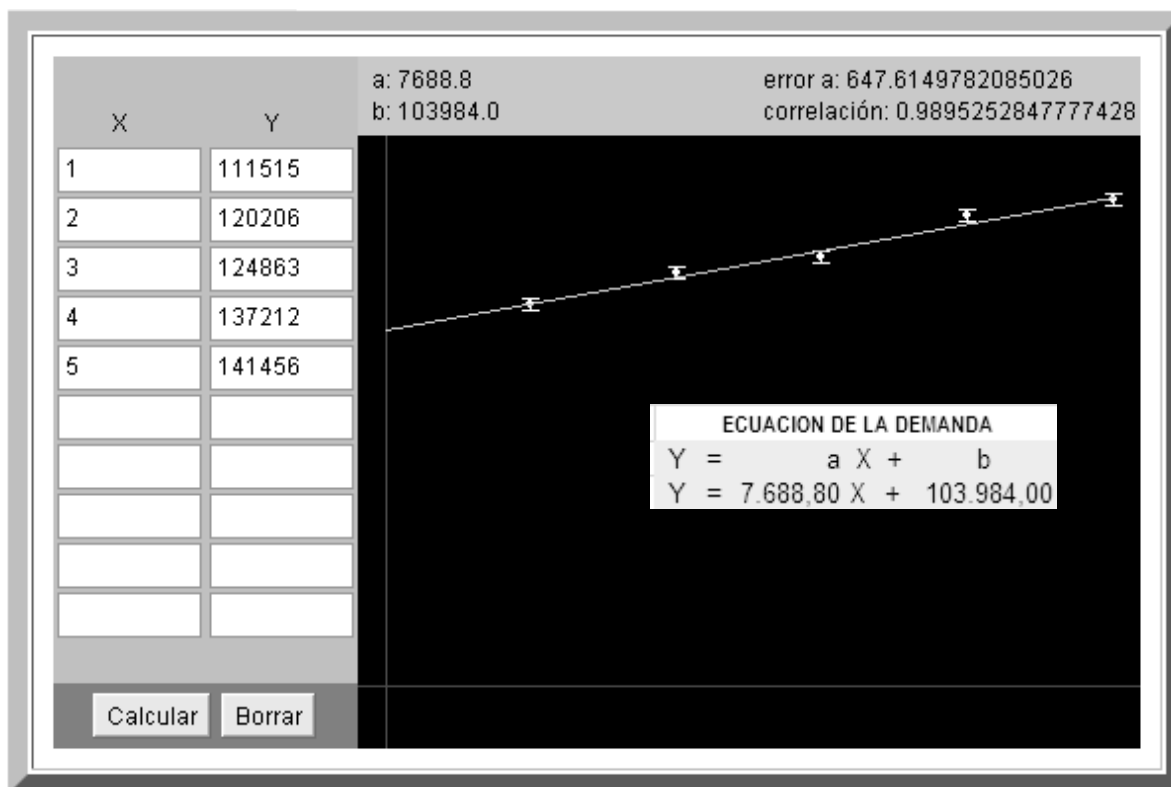 a: 7688.8 error a: 647.6149782085026
b: 103984.0 correlación: 0.9895252847777428
X Y
1 111515
2 120206
3 124863
4 137212
5 141456
ECUACION DE LA DEMANDA
Y = a X + b
Y = 7.688,80 X + 103.984,00
Calcular Borrar